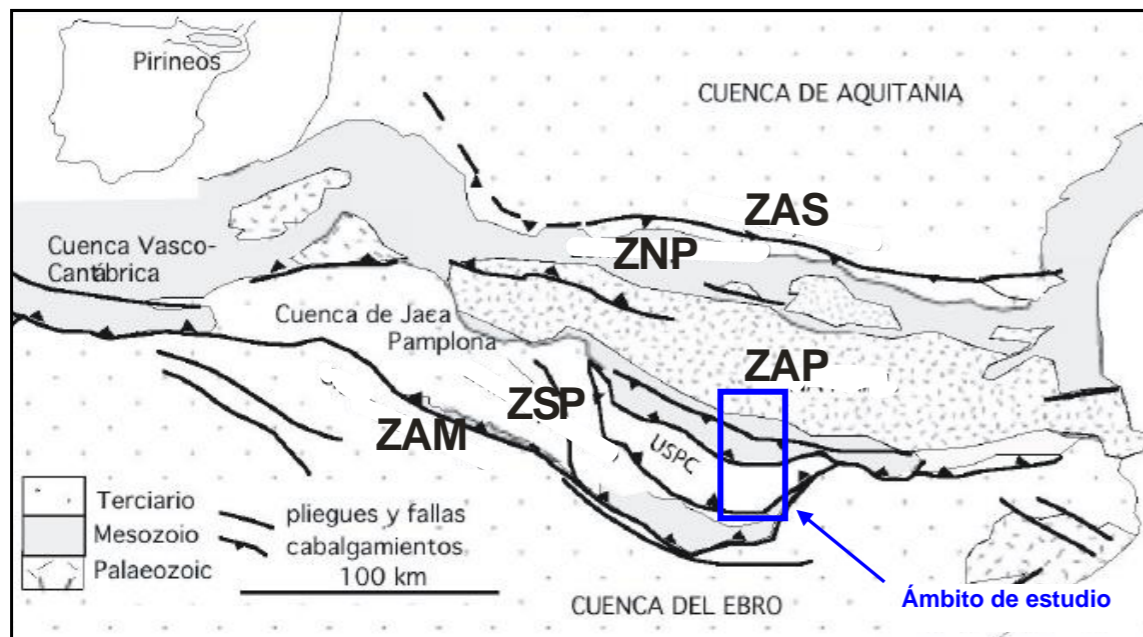 Pirineos
CUENCA DE AQUITANIA
ZAS
ZNP
Cuenca Vasco-
Cantábrica
Cuenca de Jaca
Pamplona
ZAP
ZSP
ZAM
USPC
Terciario
Mesozoio
Palaeozoic
pliegues y fallas
cabalgamientos
100 km
CUENCA DEL EBRO
Ámbito de estudio